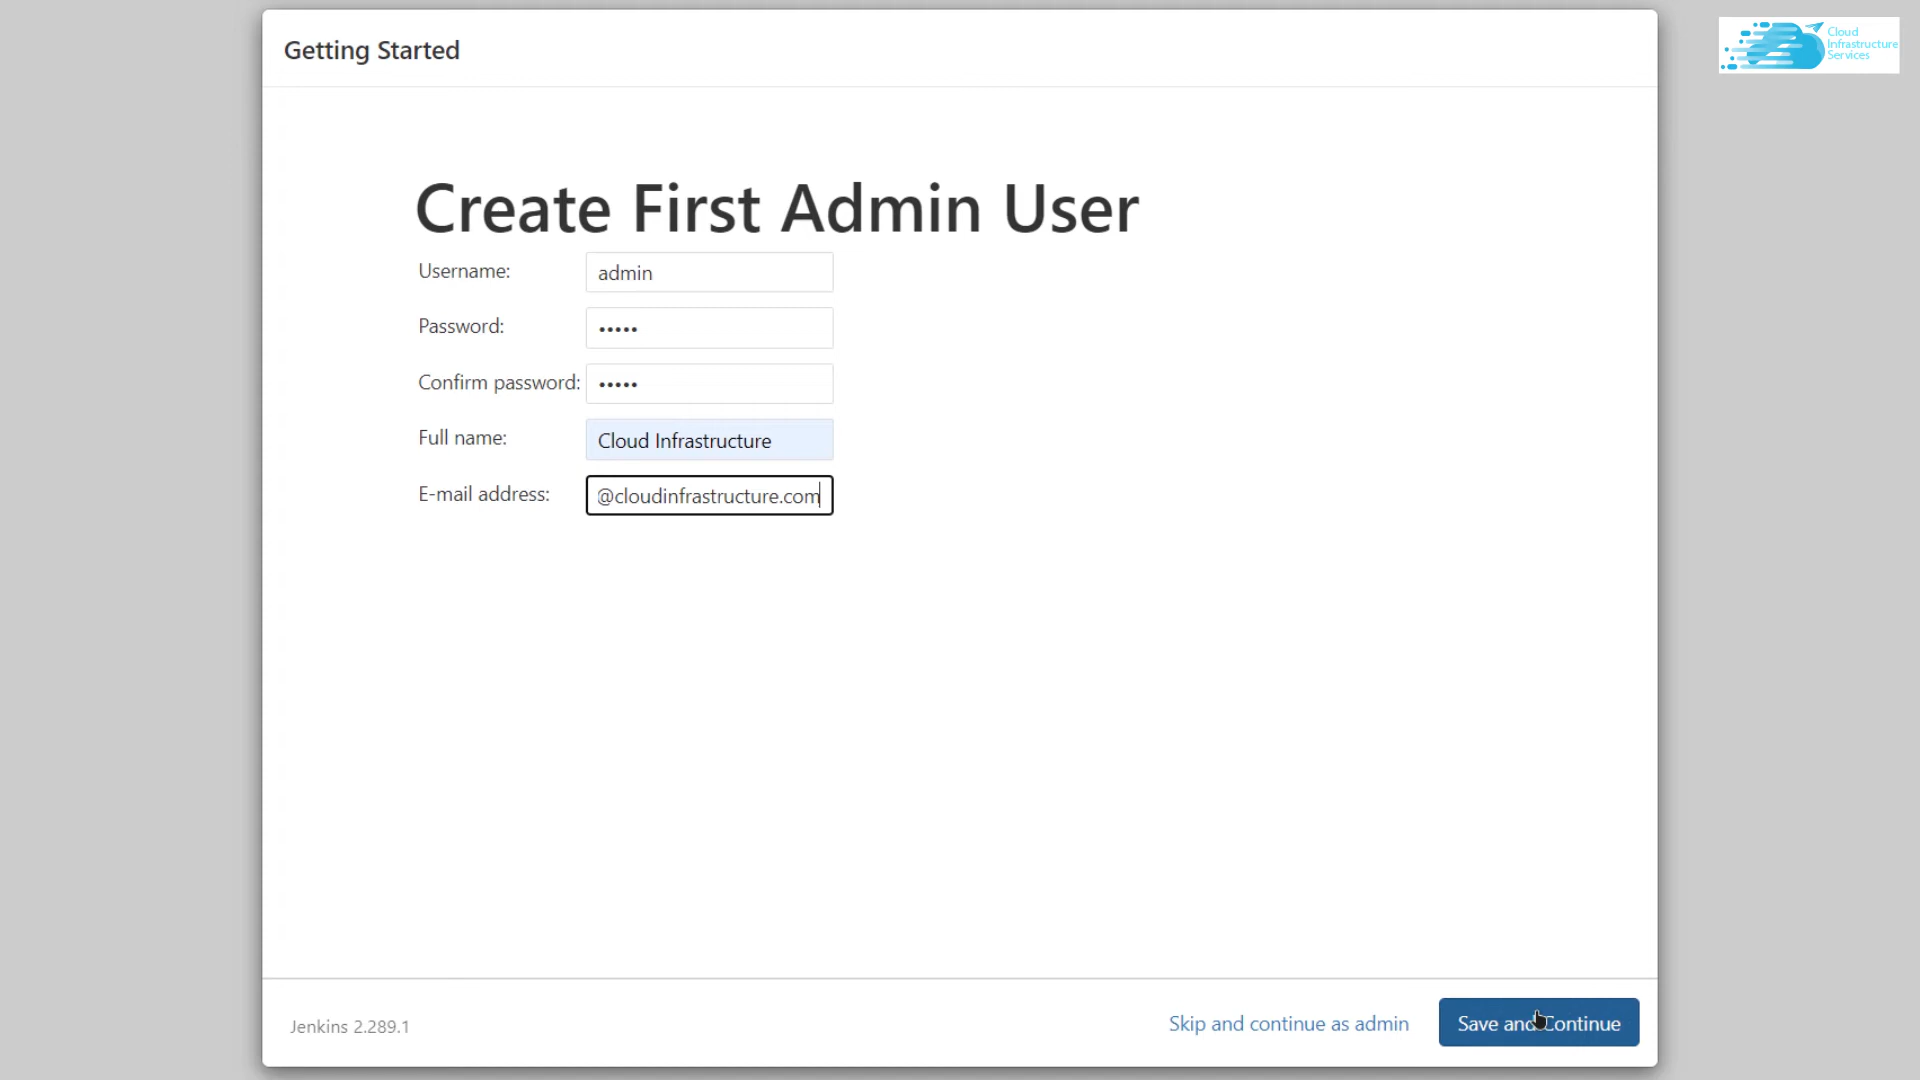 Getting Started
Cloud
Infrastructure
Services
Create First Admin User
Username: admin
Password: •••••
Confirm password: •••••
Full name: Cloud Infrastructure
E-mail address: @cloudinfrastructure.com
Jenkins 2.289.1
Skip and continue as admin
Save and Continue